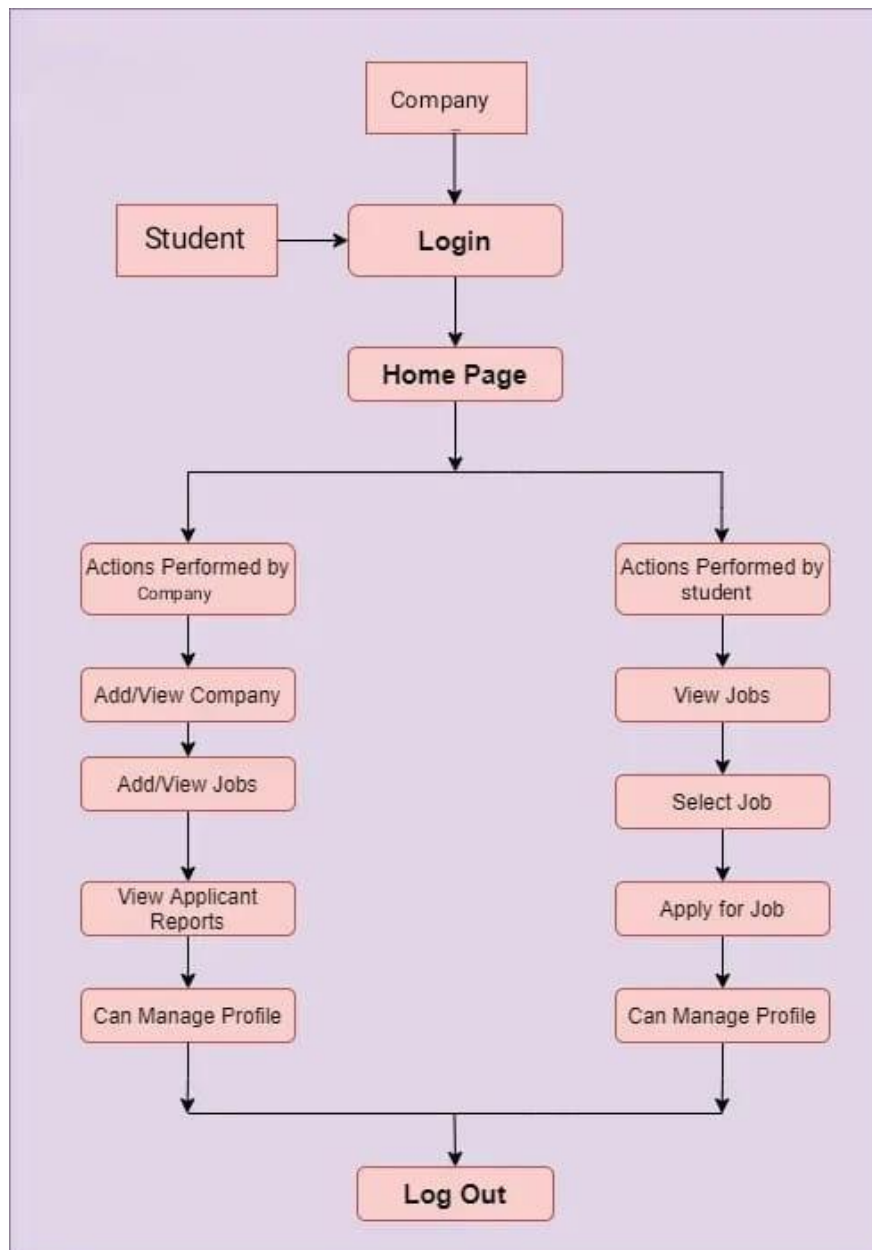 Company
Student
Login
Home Page
Actions Performed by
Company
Actions Performed by
student
Add/View Company
View Jobs
Add/View Jobs
Select Job
View Applicant
Reports
Apply for Job
Can Manage Profile
Can Manage Profile
Log Out